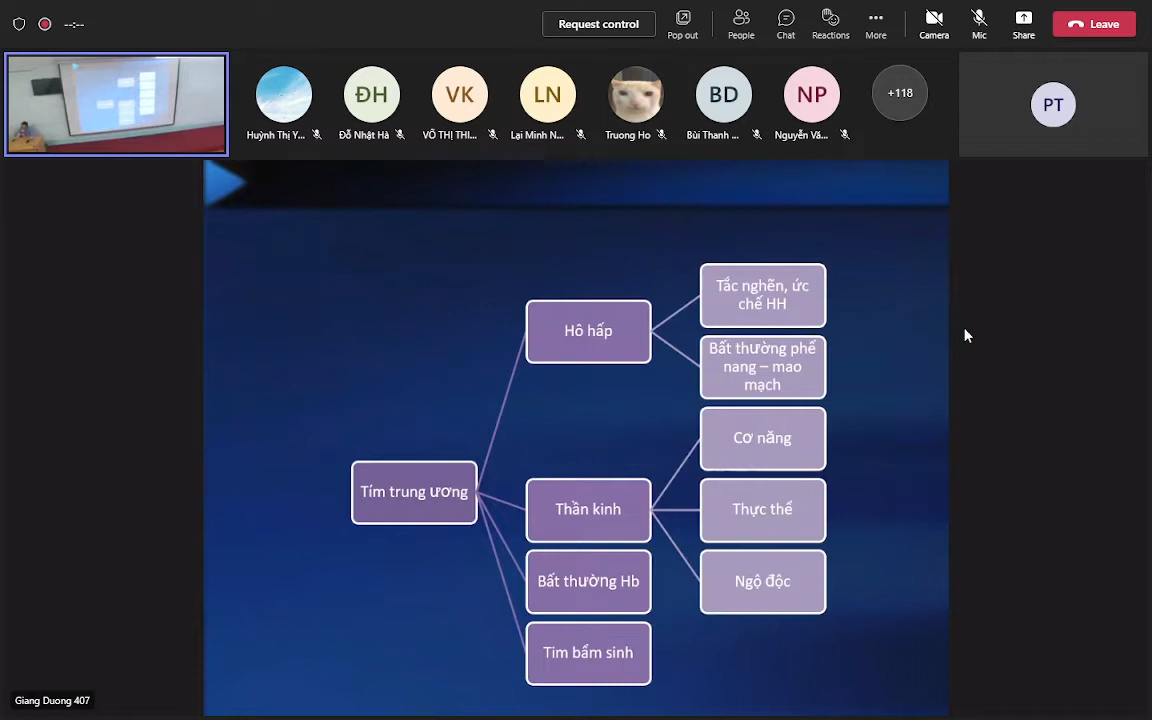 --:--
Request control
Pop out
People
Chat
Reactions
More
Camera
Mic
Share
Leave
ĐH
VK
LN
BD
NP
+118
PT
Huỳnh Thị Y...
Đỗ Nhật Hà
VÕ THỊ THI...
Lại Minh N...
Truong Ho
Bùi Thanh ...
Nguyễn Vă...
Tím trung ương
Hô hấp
Tắc nghẽn, ức
chế HH
Bất thường phế
nang – mao
mạch
Thần kinh
Cơ năng
Thực thể
Ngộ độc
Bất thường Hb
Tim bẩm sinh
Giang Duong 407